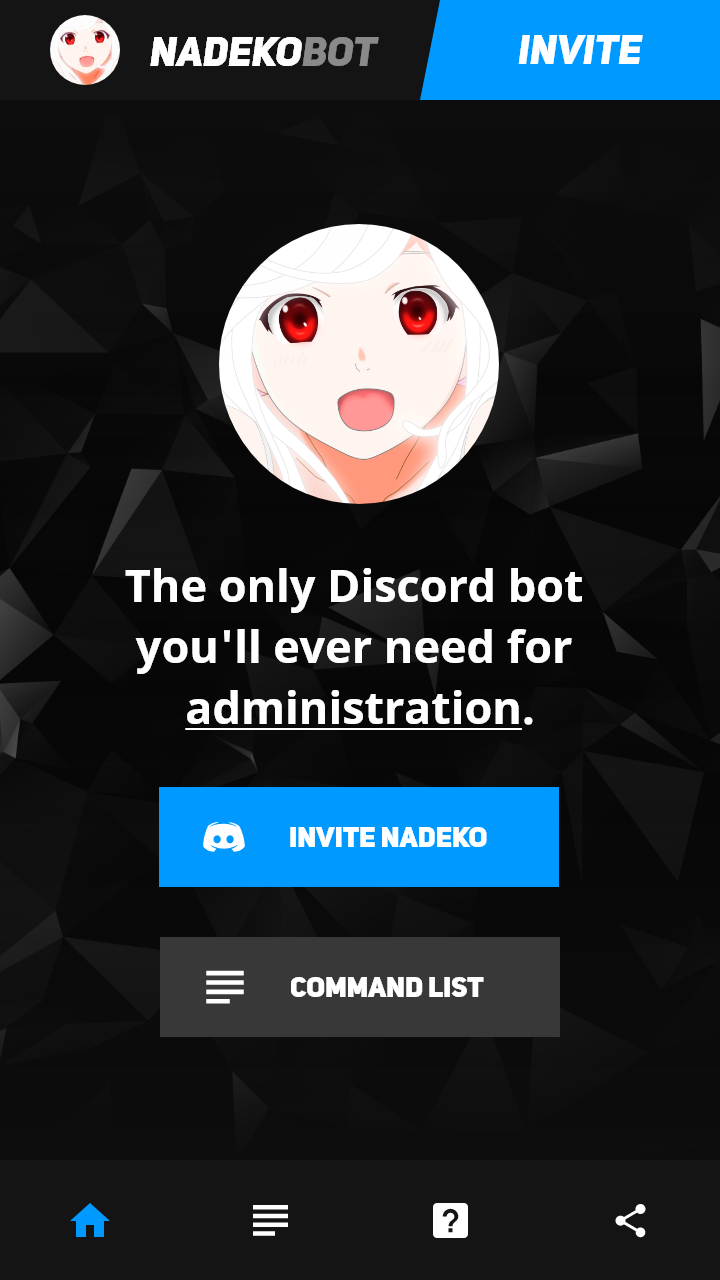 NADEKOBOT
INVITE
The only Discord bot
you'll ever need for
administration.
INVITE NADEKO
COMMAND LIST
?